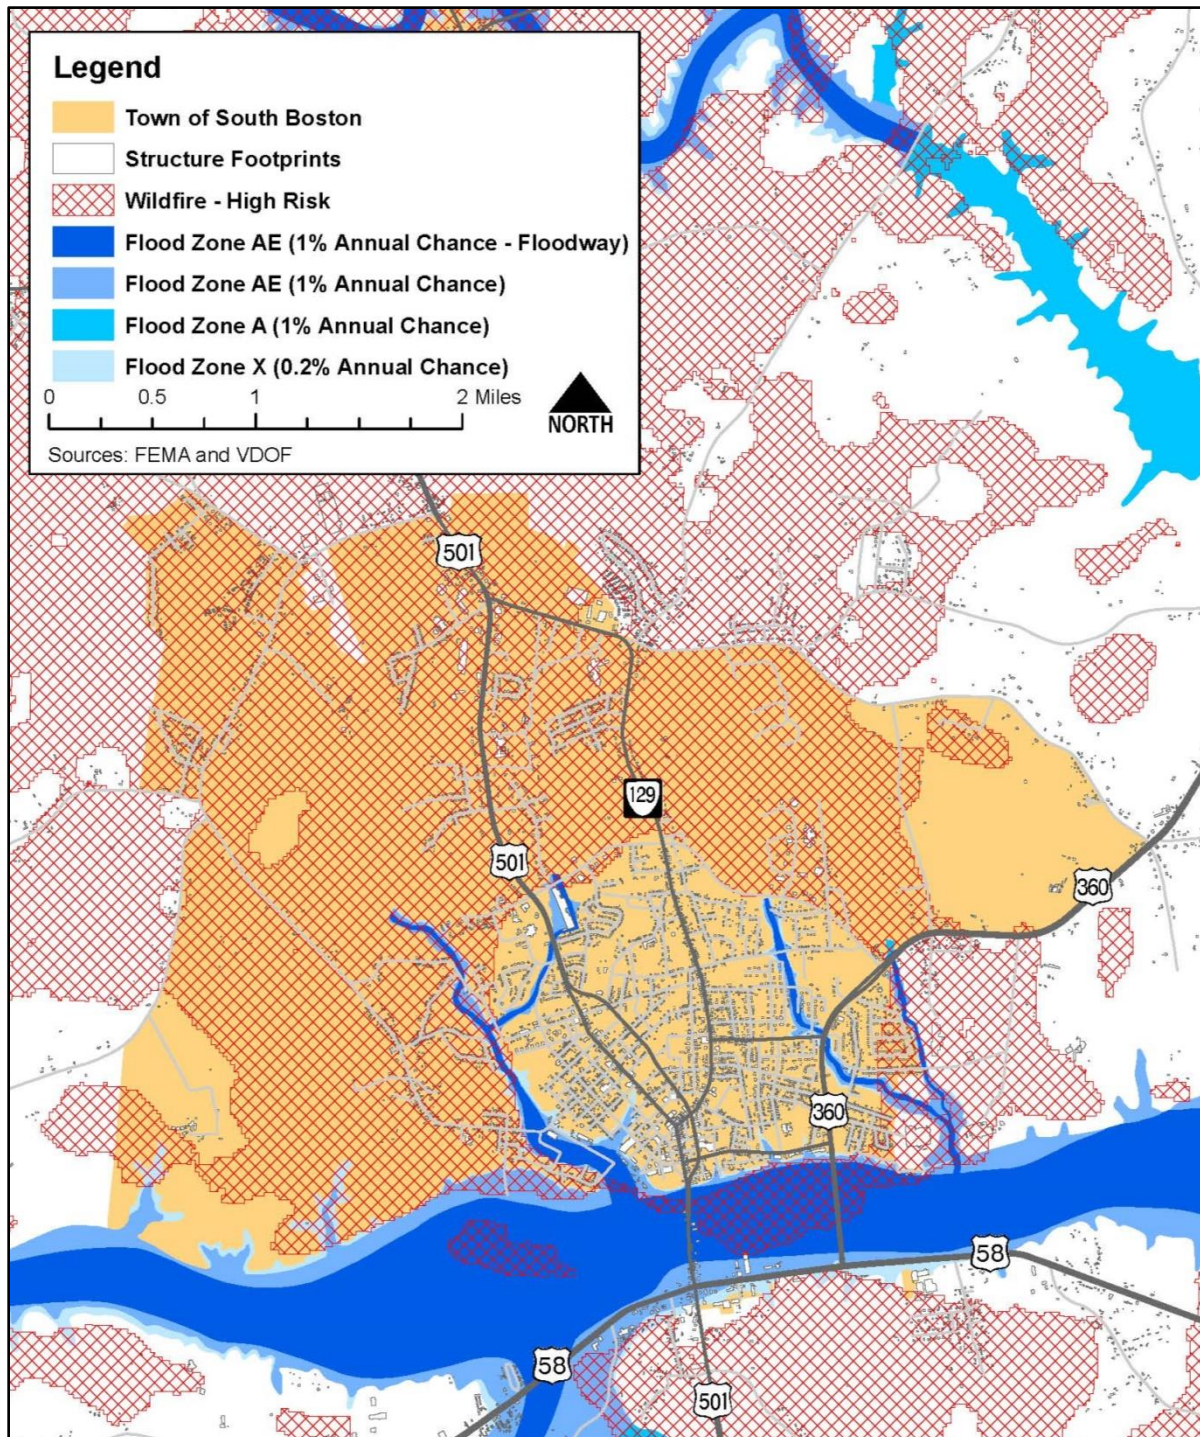 Legend
Town of South Boston
Structure Footprints
Wildfire - High Risk
Flood Zone AE (1% Annual Chance - Floodway)
Flood Zone AE (1% Annual Chance)
Flood Zone A (1% Annual Chance)
Flood Zone X (0.2% Annual Chance)
0 0.5 1 2 Miles
NORTH
Sources: FEMA and VDOF
501
129
501
360
360
58
58
501